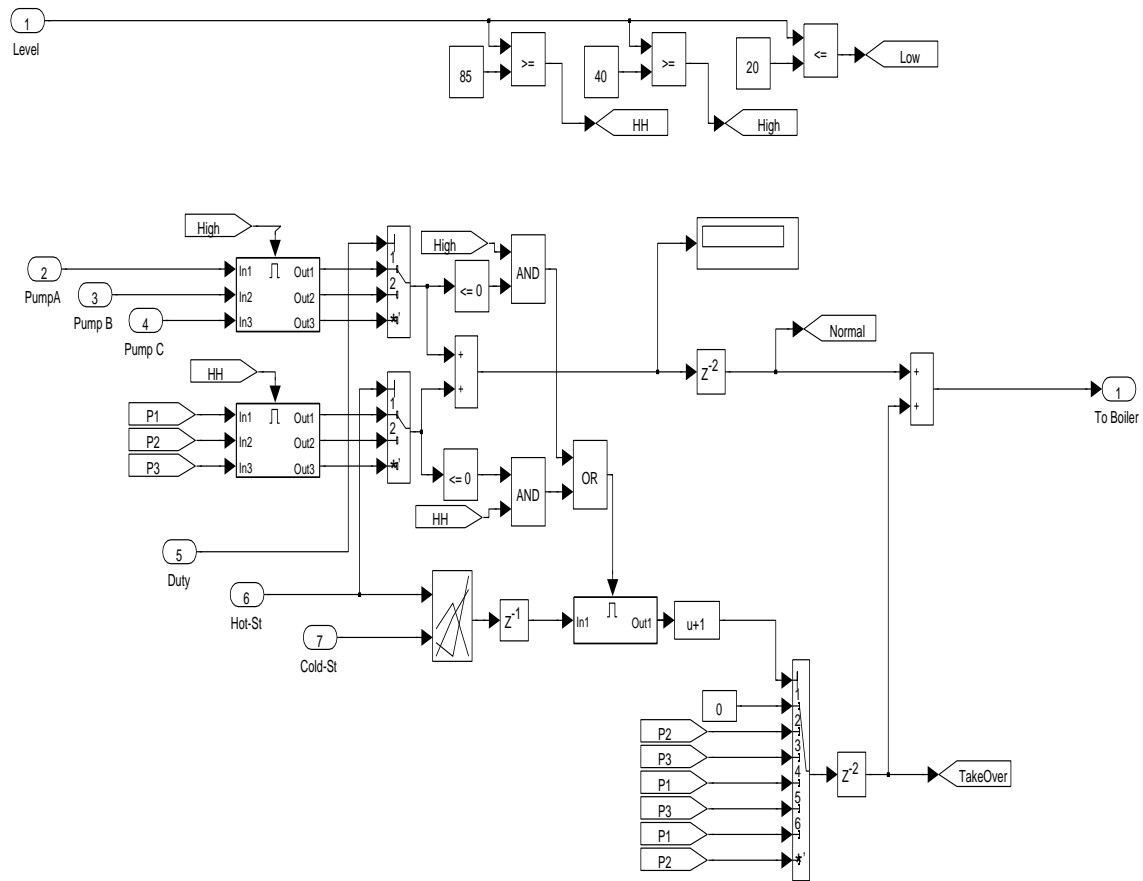 1
Level
85
>=
40
>=
20
<=
Low
HH
High
High
2
PumpA
3
Pump B
4
Pump C
In1
In2
In3
Out1
Out2
Out3
1
2
*,
High
<= 0
AND
+
+
Z-2
Normal
+
+
1
To Boiler
HH
P1
P2
P3
In1
In2
In3
Out1
Out2
Out3
1
2
*,
<= 0
HH
AND
OR
5
Duty
6
Hot-St
7
Cold-St
Z-1
In1
Out1
u+1
0
P2
P3
P1
P3
P1
P2
1
2
3
4
5
6
*,
Z-2
TakeOver